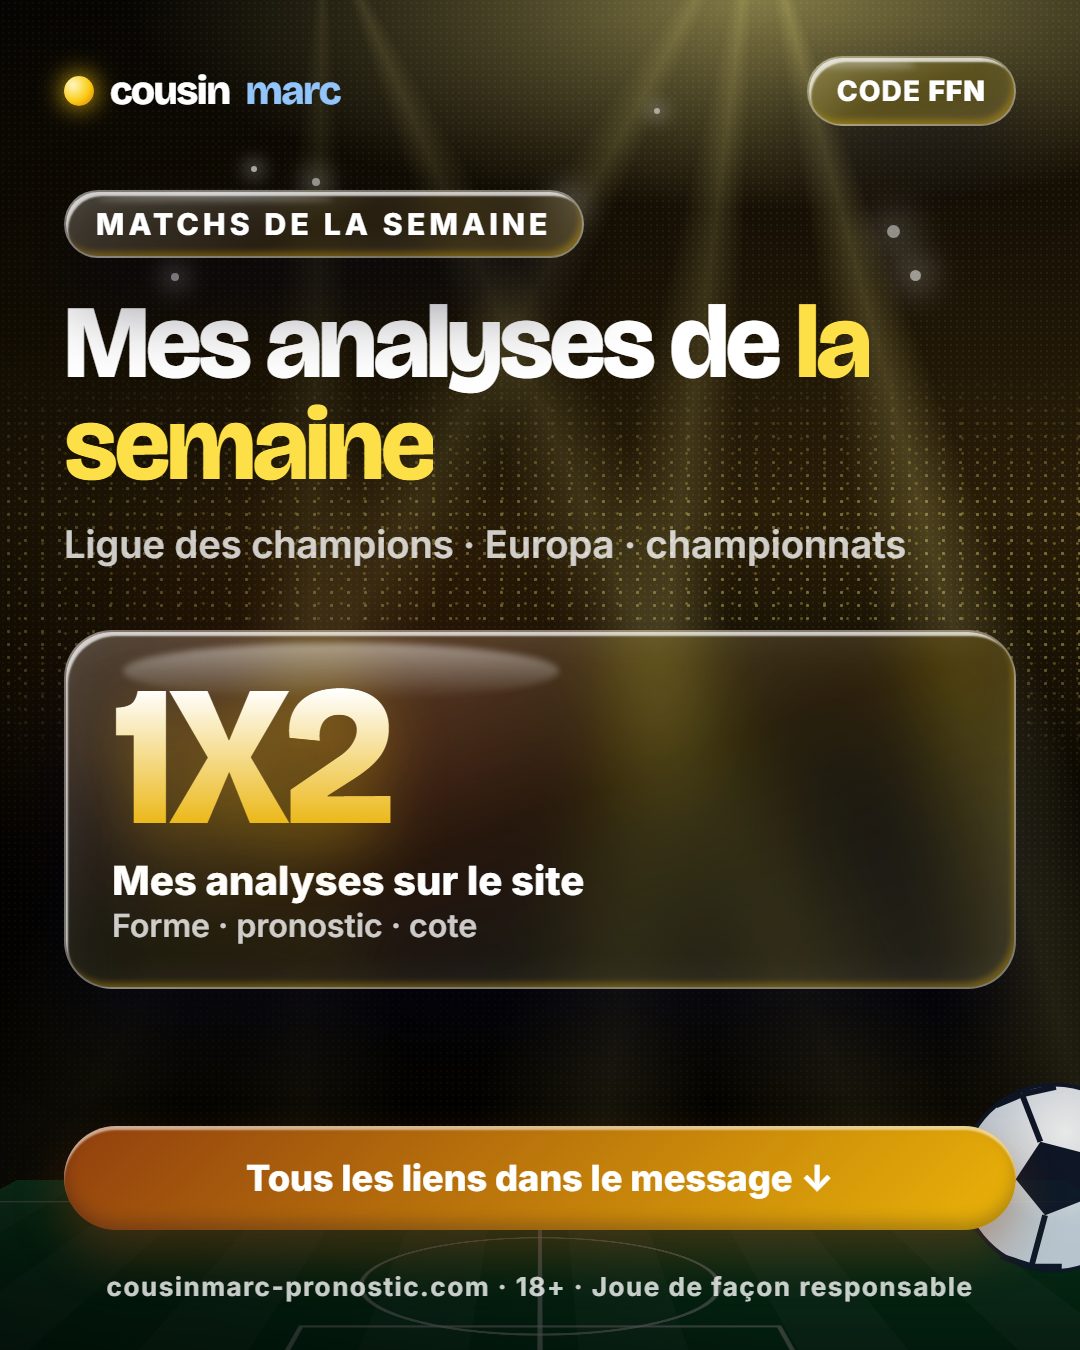 cousin marc
CODE FFN
MATCHS DE LA SEMAINE
Mes analyses de la
semaine
Ligue des champions · Europa · championnats
1X2
Mes analyses sur le site
Forme · pronostic · cote
Tous les liens dans le message ↓
cousinmarc-pronostic.com · 18+ · Joue de façon responsable